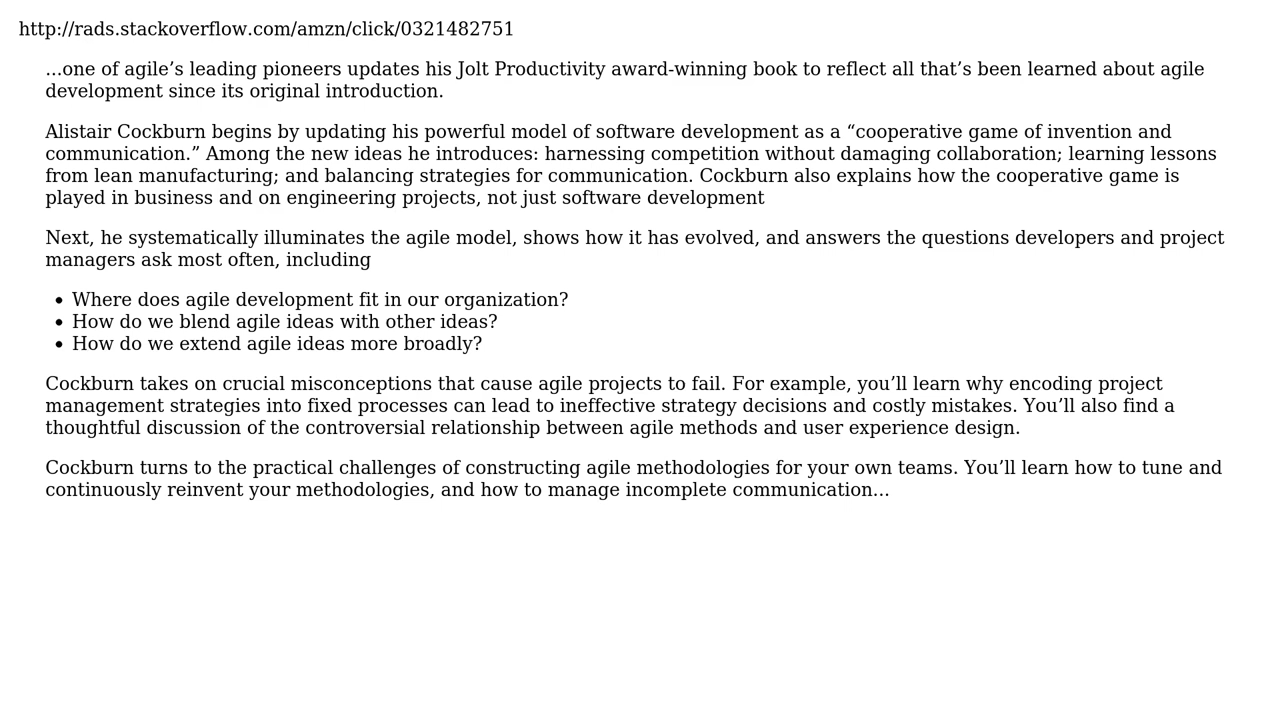 http://rads.stackoverflow.com/amzn/click/0321482751
...one of agile’s leading pioneers updates his Jolt Productivity award-winning book to reflect all that’s been learned about agile
development since its original introduction.
Alistair Cockburn begins by updating his powerful model of software development as a “cooperative game of invention and
communication.” Among the new ideas he introduces: harnessing competition without damaging collaboration; learning lessons
from lean manufacturing; and balancing strategies for communication. Cockburn also explains how the cooperative game is
played in business and on engineering projects, not just software development
Next, he systematically illuminates the agile model, shows how it has evolved, and answers the questions developers and project
managers ask most often, including
• Where does agile development fit in our organization?
• How do we blend agile ideas with other ideas?
• How do we extend agile ideas more broadly?
Cockburn takes on crucial misconceptions that cause agile projects to fail. For example, you’ll learn why encoding project
management strategies into fixed processes can lead to ineffective strategy decisions and costly mistakes. You’ll also find a
thoughtful discussion of the controversial relationship between agile methods and user experience design.
Cockburn turns to the practical challenges of constructing agile methodologies for your own teams. You’ll learn how to tune and
continuously reinvent your methodologies, and how to manage incomplete communication...